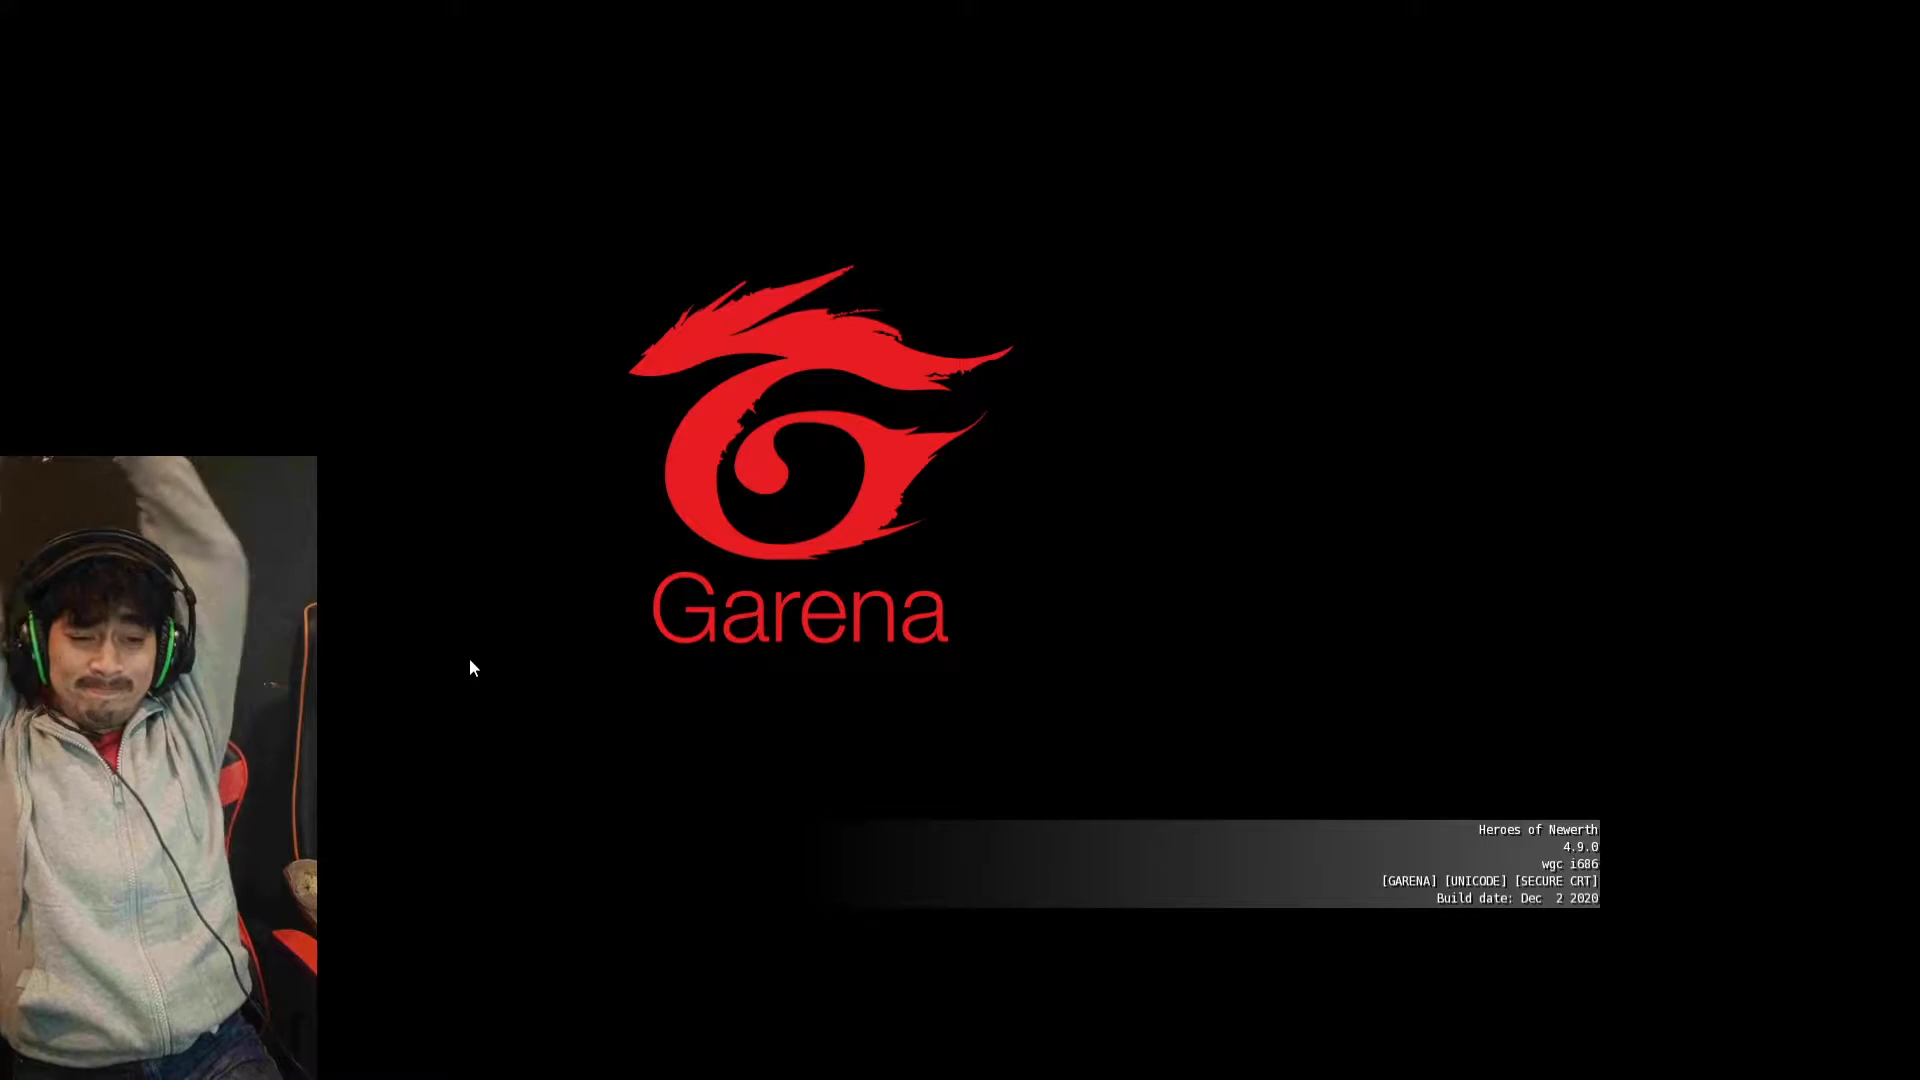 Garena
Heroes of Newerth
4.9.0
wgc i686
[GARENA] [UNICODE] [SECURE CRT]
Build date: Dec  2 2020